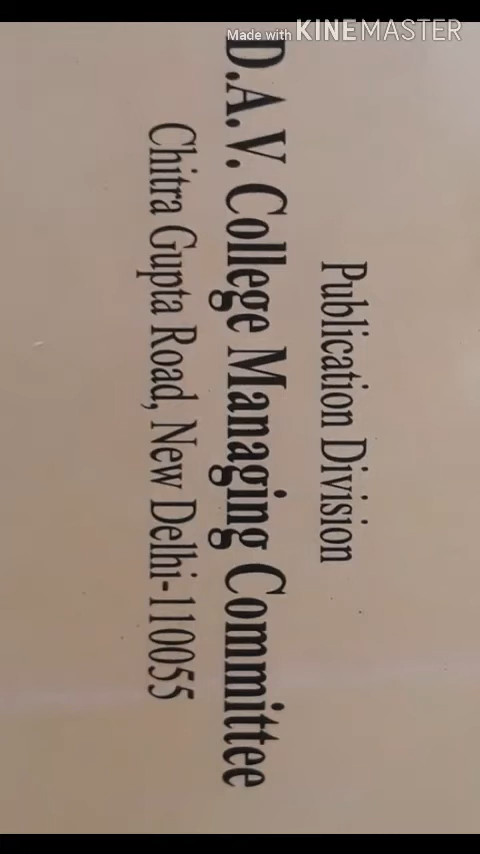 Made with KINEMASTER
Publication Division
D.A.V. College Managing Committee
Chitra Gupta Road, New Delhi-110055